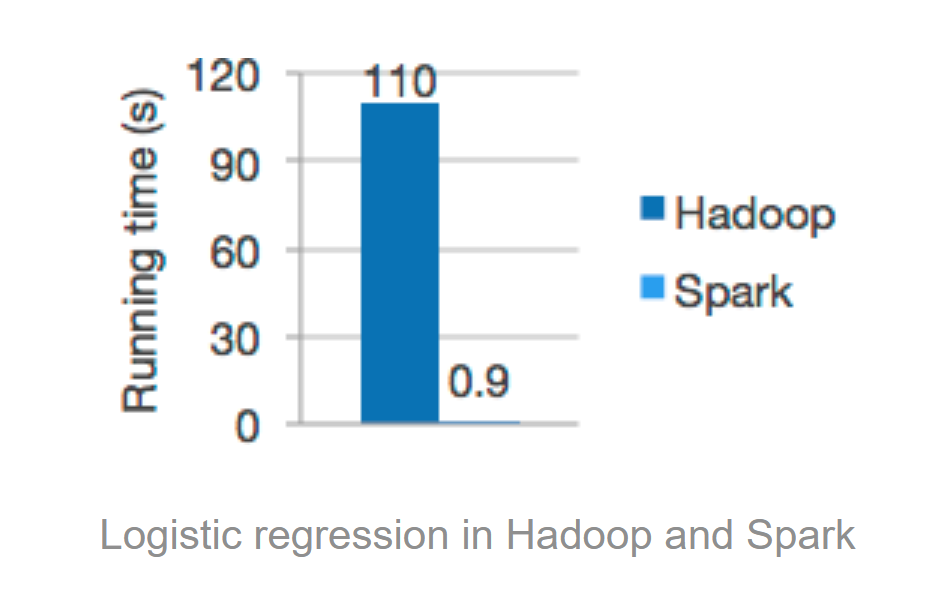 Running time (s)
120
90
60
30
0
110
0.9
Hadoop
Spark
Logistic regression in Hadoop and Spark